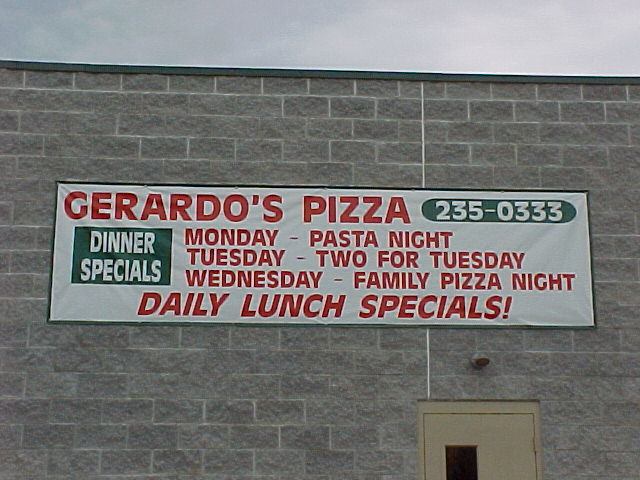 GERARDO'S PIZZA 235-0333
DINNER SPECIALS
MONDAY - PASTA NIGHT
TUESDAY - TWO FOR TUESDAY
WEDNESDAY - FAMILY PIZZA NIGHT
DAILY LUNCH SPECIALS!